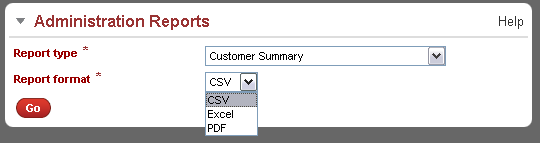 Administration Reports Help
Report type * Customer Summary
Report format * CSV
CSV
Go Excel
PDF